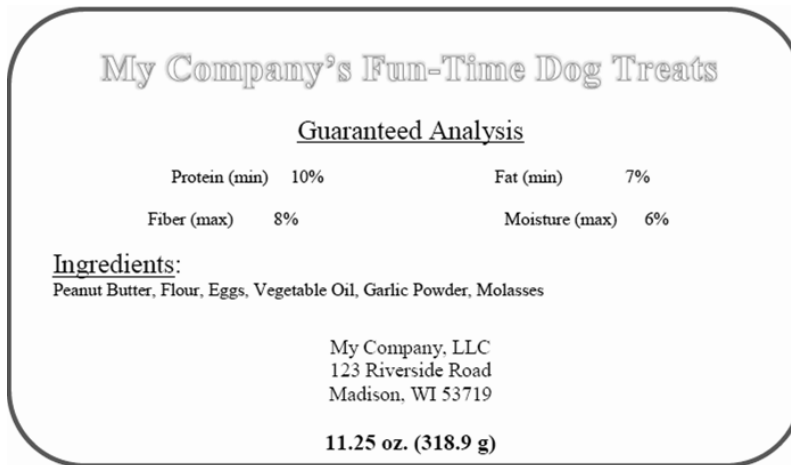 My Company's Fun-Time Dog Treats
Guaranteed Analysis
Protein (min) 10% Fat (min) 7%
Fiber (max) 8% Moisture (max) 6%
Ingredients:
Peanut Butter, Flour, Eggs, Vegetable Oil, Garlic Powder, Molasses
My Company, LLC
123 Riverside Road
Madison, WI 53719
11.25 oz. (318.9 g)